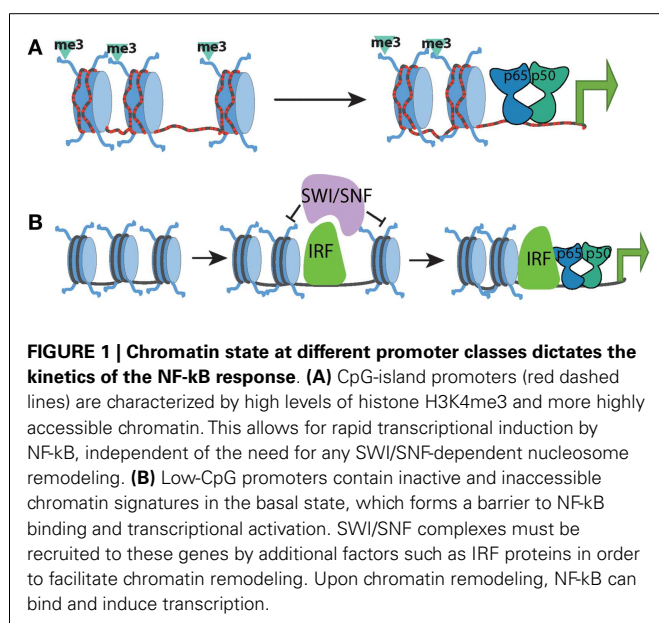 A
me3
me3
me3
me3
me3
p65
p50
B
SWI/SNF
IRF
IRF
p65
p50
FIGURE 1 | Chromatin state at different promoter classes dictates the
kinetics of the NF-kB response. (A) CpG-island promoters (red dashed
lines) are characterized by high levels of histone H3K4me3 and more highly
accessible chromatin. This allows for rapid transcriptional induction by
NF-kB, independent of the need for any SWI/SNF-dependent nucleosome
remodeling. (B) Low-CpG promoters contain inactive and inaccessible
chromatin signatures in the basal state, which forms a barrier to NF-kB
binding and transcriptional activation. SWI/SNF complexes must be
recruited to these genes by additional factors such as IRF proteins in order
to facilitate chromatin remodeling. Upon chromatin remodeling, NF-kB can
bind and induce transcription.